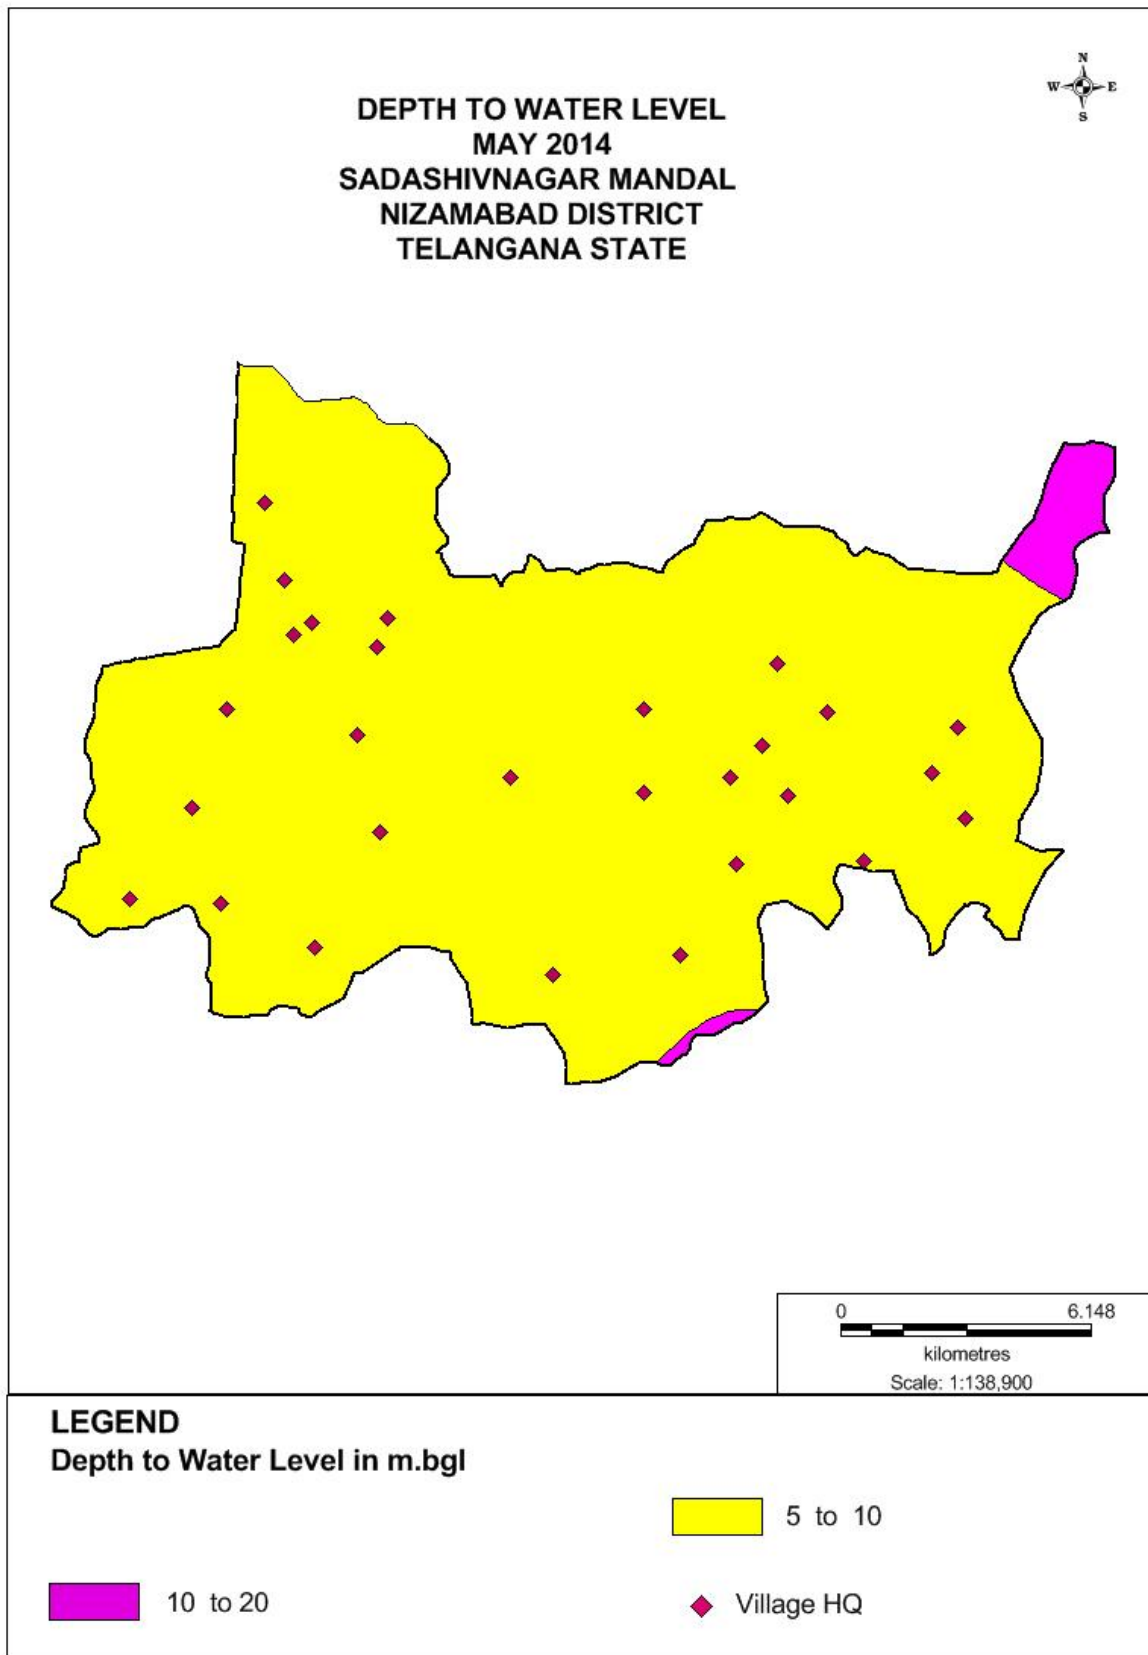 N
W E
S
DEPTH TO WATER LEVEL
MAY 2014
SADASHIVNAGAR MANDAL
NIZAMABAD DISTRICT
TELANGANA STATE
0 6.148
kilometres
Scale: 1:138,900
LEGEND
Depth to Water Level in m.bgl
5 to 10
10 to 20
Village HQ